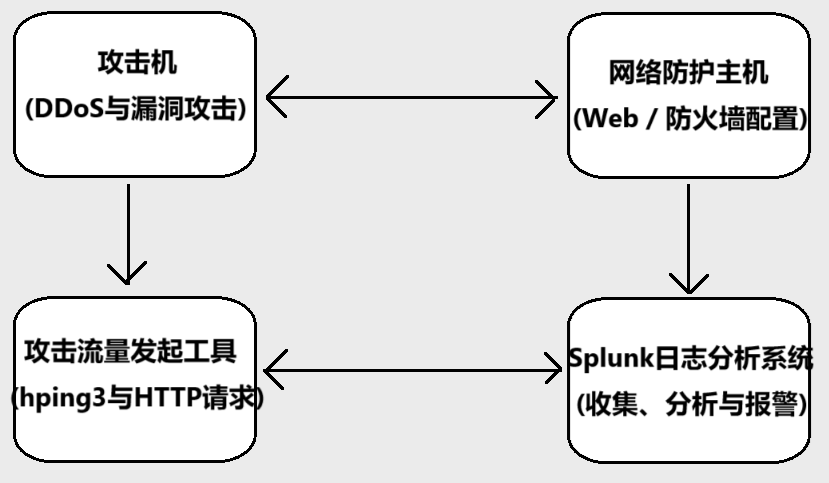 攻击机
(DDoS与漏洞攻击)
网络防护主机
(Web / 防火墙配置)
攻击流量发起工具
(hping3与HTTP请求)
Splunk日志分析系统
(收集、分析与报警)